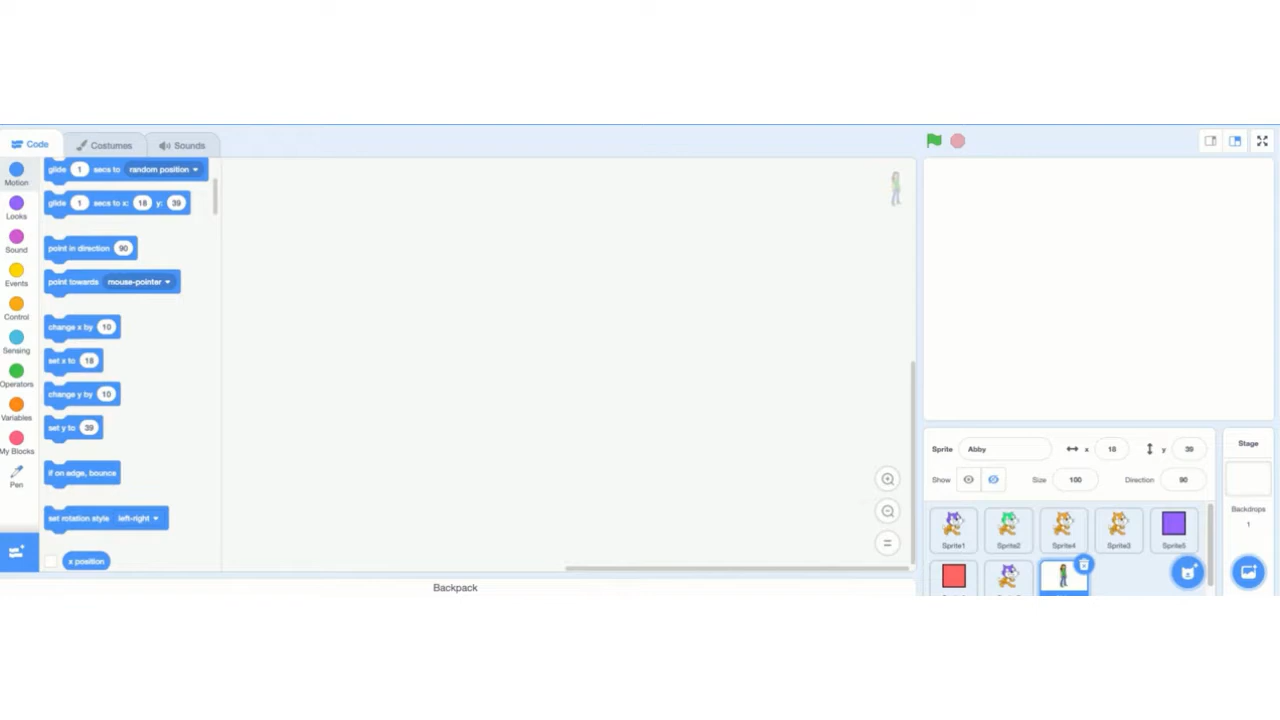 Code Costumes Sounds
Motion
Looks
Sound
Events
Control
Sensing
Operators
Variables
My Blocks
Pen
glide 1 secs to random position
glide 1 secs to x: 18 y: 39
point in direction 90
point towards mouse-pointer
change x by 10
set x to 18
change y by 10
set y to 39
if on edge, bounce
set rotation style left-right
x position
Backpack
Sprite Abby x 18 y 39
Show Size 100 Direction 90
Sprite1 Sprite2 Sprite4 Sprite3 Sprite5
Stage
Backdrops
1